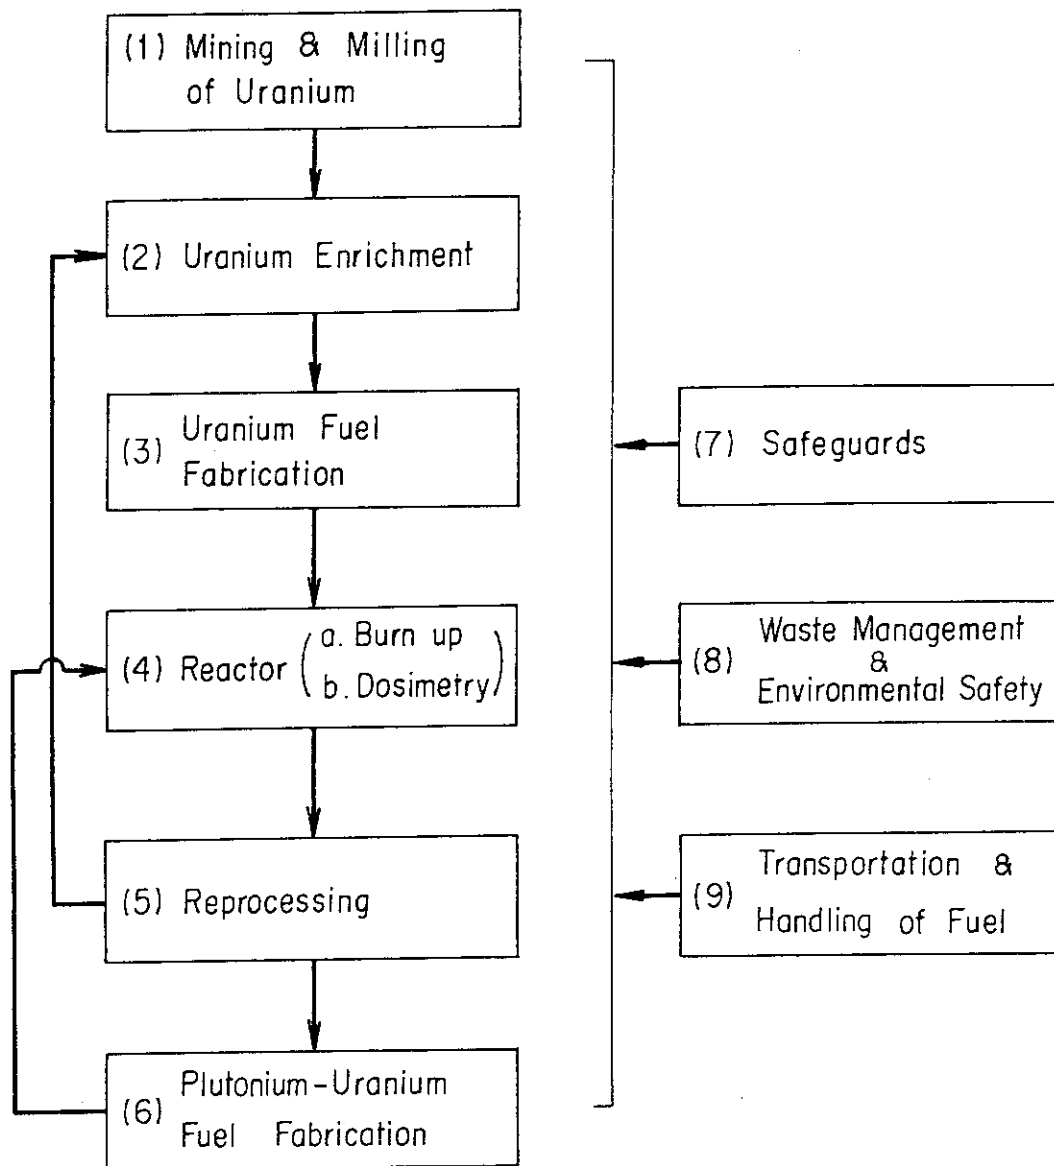 (1) Mining & Milling
of Uranium
(2) Uranium Enrichment
(3) Uranium Fuel
Fabrication
(4) Reactor (a. Burn up
b. Dosimetry)
(5) Reprocessing
(6) Plutonium-Uranium
Fuel Fabrication
(7) Safeguards
(8) Waste Management
&
Environmental Safety
(9) Transportation &
Handling of Fuel